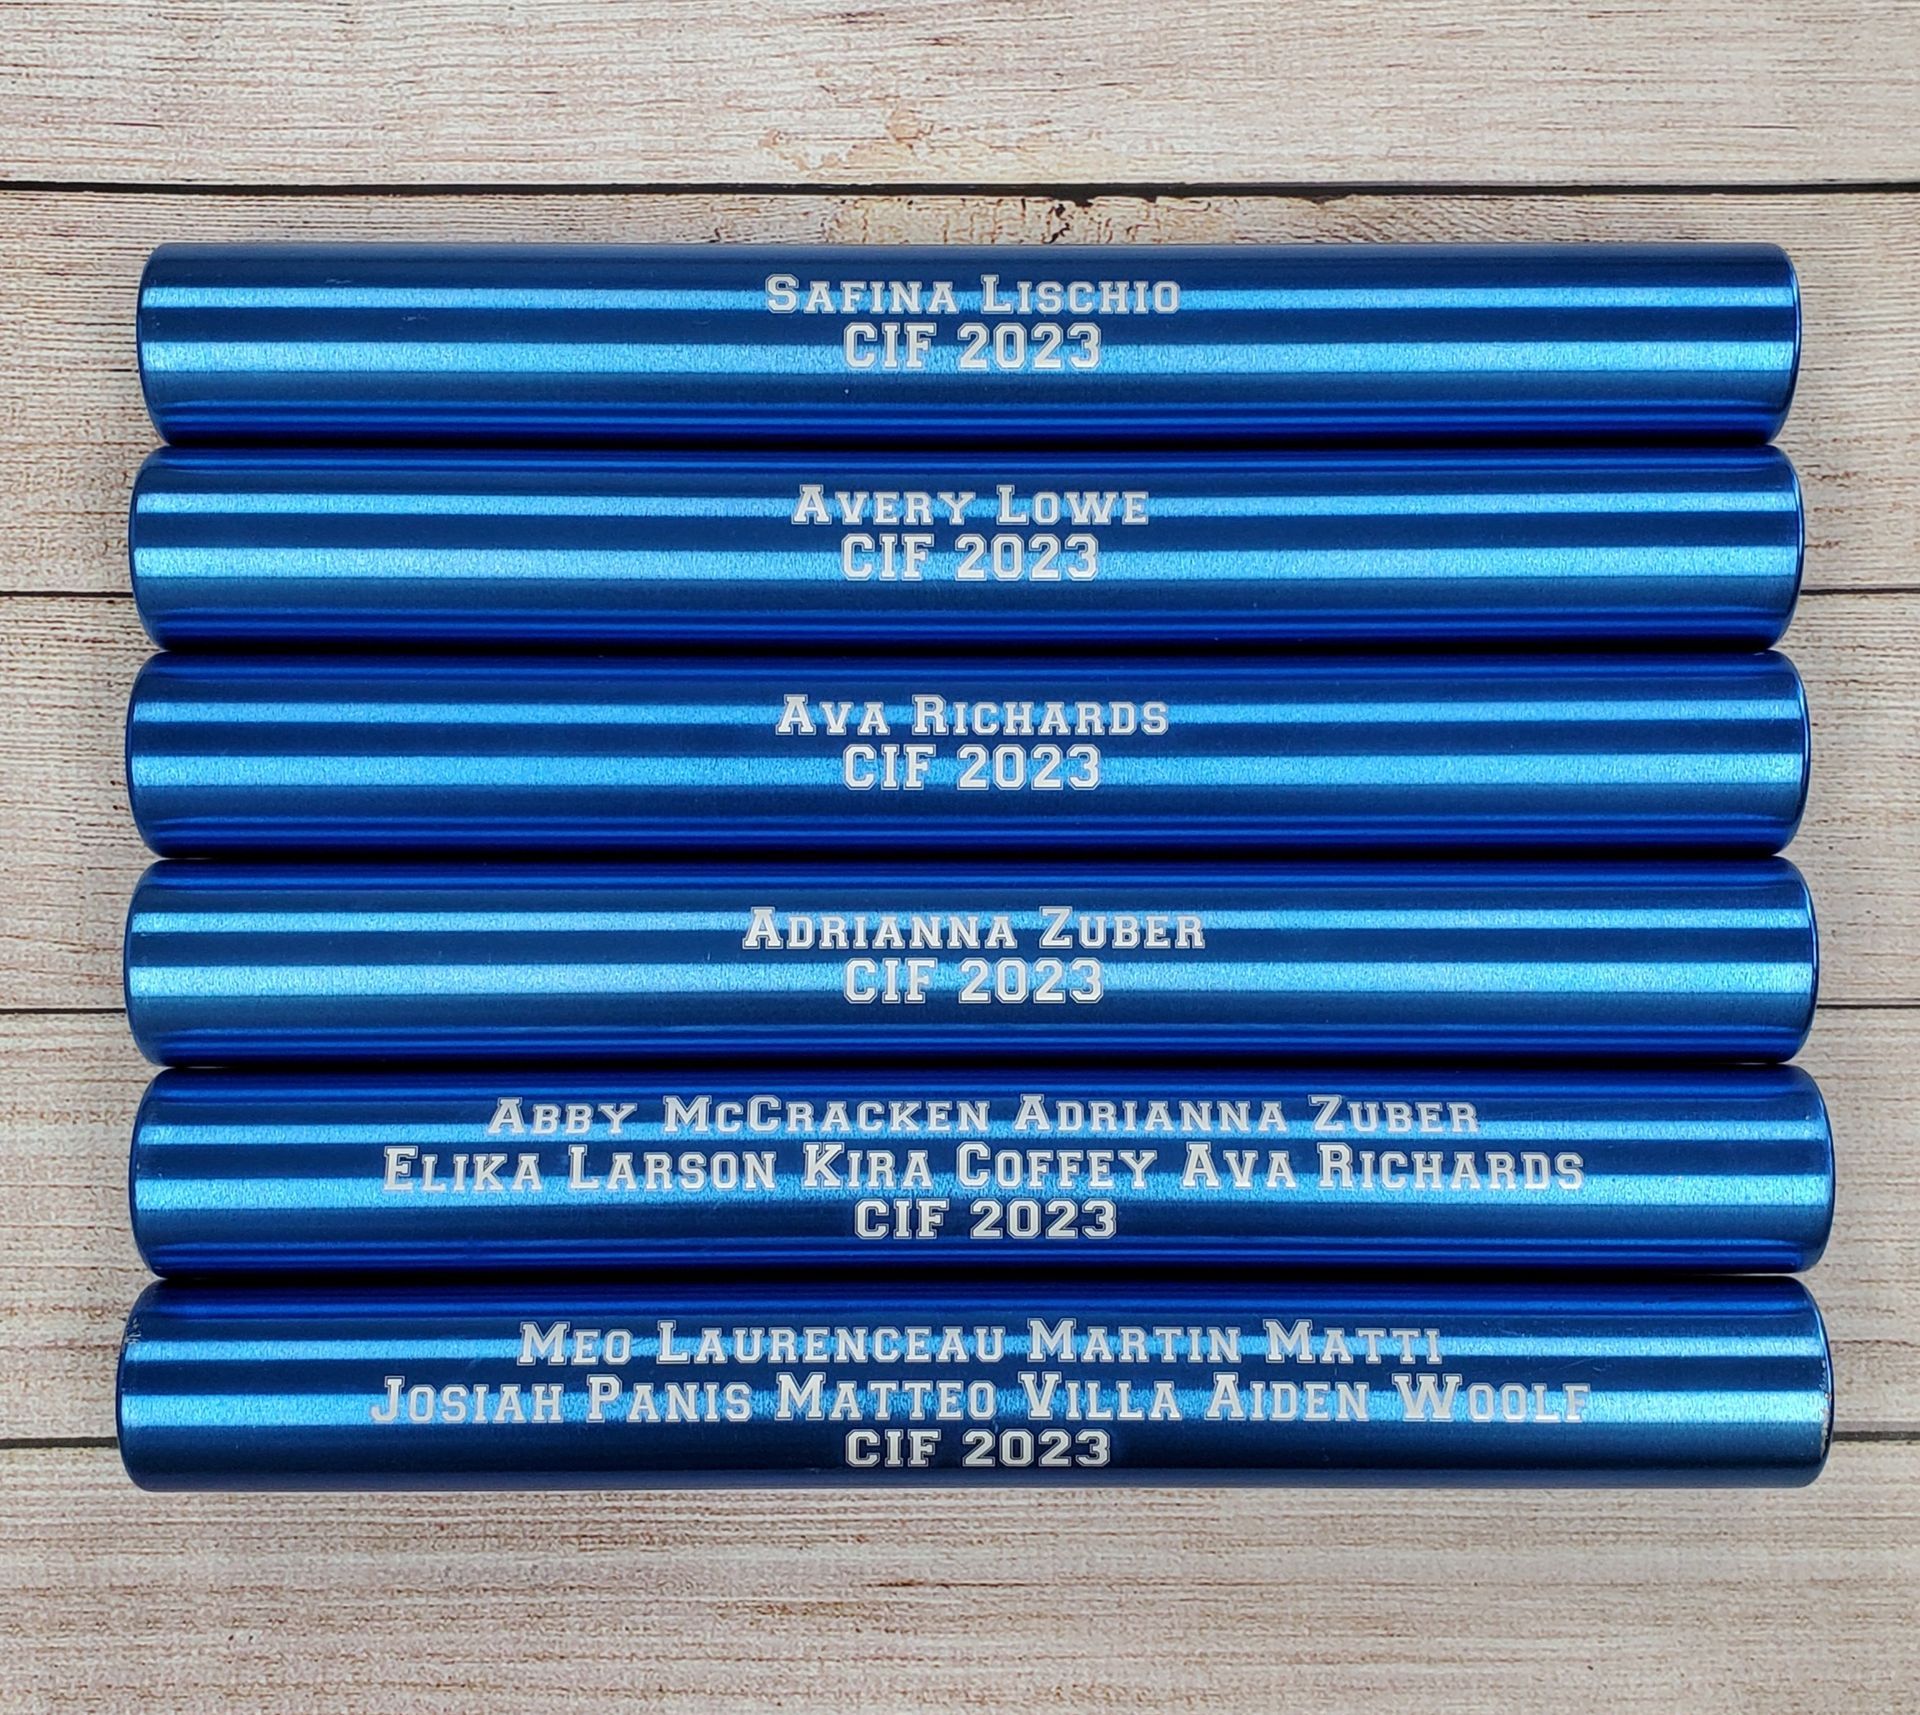 Safina Lischio
CIF 2023
Avery Lowe
CIF 2023
Ava Richards
CIF 2023
Adrianna Zuber
CIF 2023
Abby McCracken Adrianna Zuber
Elika Larson Kira Coffey Ava Richards
CIF 2023
Meo Laurenceau Martin Matti
Josiah Panis Matteo Villa Aiden Woolf
CIF 2023